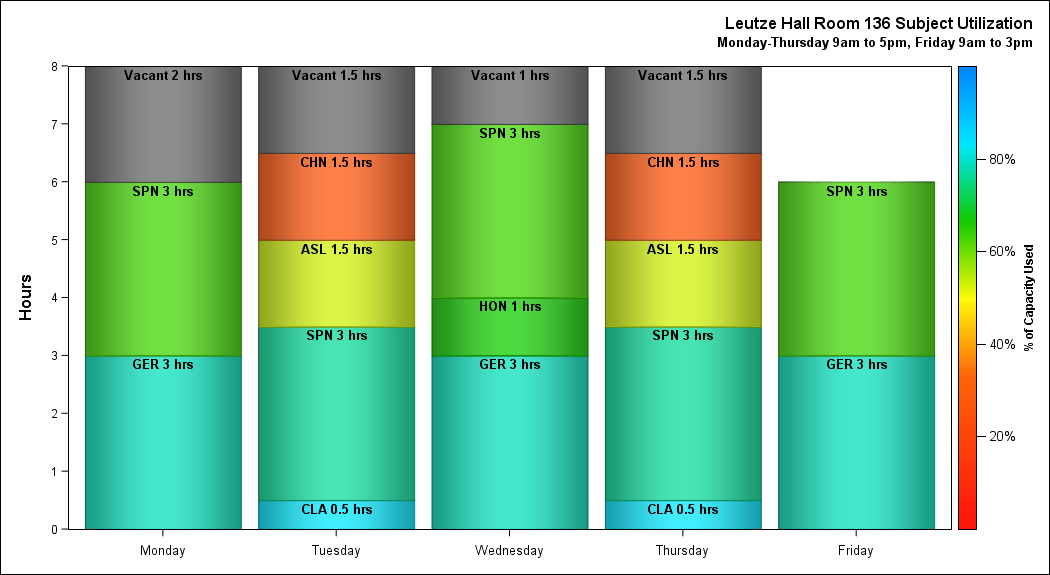 Leutze Hall Room 136 Subject Utilization
Monday-Thursday 9am to 5pm, Friday 9am to 3pm
Hours
8
7
6
5
4
3
2
1
0
Vacant 2 hrs
SPN 3 hrs
GER 3 hrs
Vacant 1.5 hrs
CHN 1.5 hrs
ASL 1.5 hrs
SPN 3 hrs
CLA 0.5 hrs
Vacant 1 hrs
SPN 3 hrs
HON 1 hrs
GER 3 hrs
Vacant 1.5 hrs
CHN 1.5 hrs
ASL 1.5 hrs
SPN 3 hrs
CLA 0.5 hrs
SPN 3 hrs
GER 3 hrs
Monday Tuesday Wednesday Thursday Friday
80%
60%
40%
20%
% of Capacity Used